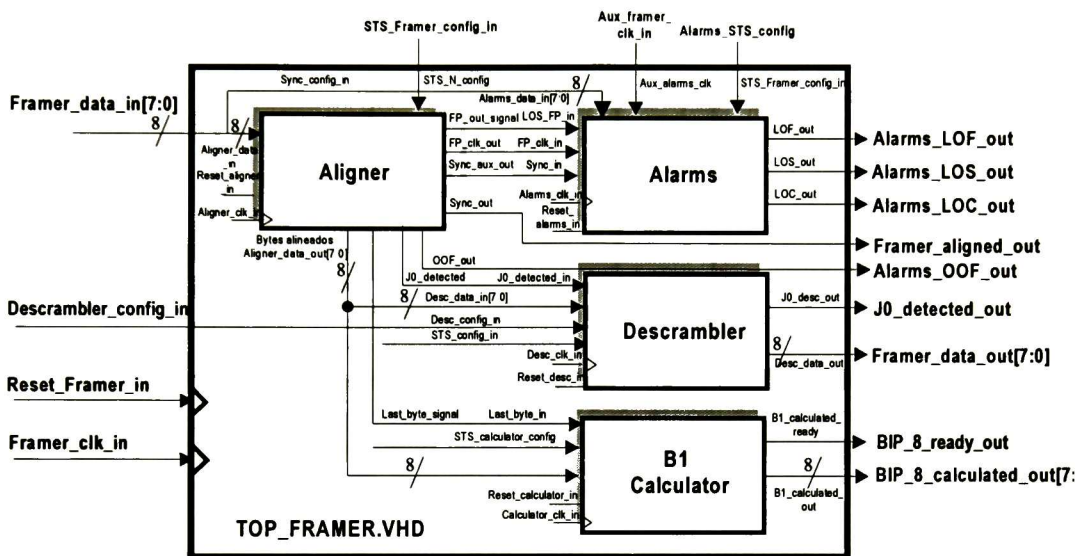 STS_Framer_config_in
Aux_framer_
clk_in
Alarms_STS_config
Framer_data_in[7:0]
8
Sync_config_in
STS_N_config
8
Alarms_data_in[7:0]
Aux_alarms_clk
STS_Framer_config_in
8
Aligner_data_
in
Reset_aligner_
in
Aligner_clk_in
Aligner
FP_out_signal
LOS_FP_in
FP_clk_out
FP_clk_in
Sync_aux_out
Sync_in
Sync_out
Alarms_clk_in
Reset_
alarms_in
Alarms
LOF_out
LOS_out
LOC_out
Alarms_LOF_out
Alarms_LOS_out
Alarms_LOC_out
Framer_aligned_out
Alarms_OOF_out
Bytes alineados
Aligner_data_out[7 0]
8
OOF_out
J0_detected
J0_detected_in
8
Desc_data_in[7 0]
Descrambler_config_in
Desc_config_in
STS_config_in
Desc_clk_in
Reset_desc_in
Descrambler
J0_desc_out
J0_detected_out
8
Desc_data_out
Framer_data_out[7:0]
Reset_Framer_in
Framer_clk_in
Last_byte_signal
Last_byte_in
STS_calculator_config
8
Reset_calculator_in
Calculator_clk_in
B1
Calculator
B1_calculated_
ready
BIP_8_ready_out
8
B1_calculated_
out
BIP_8_calculated_out[7:
TOP_FRAMER.VHD